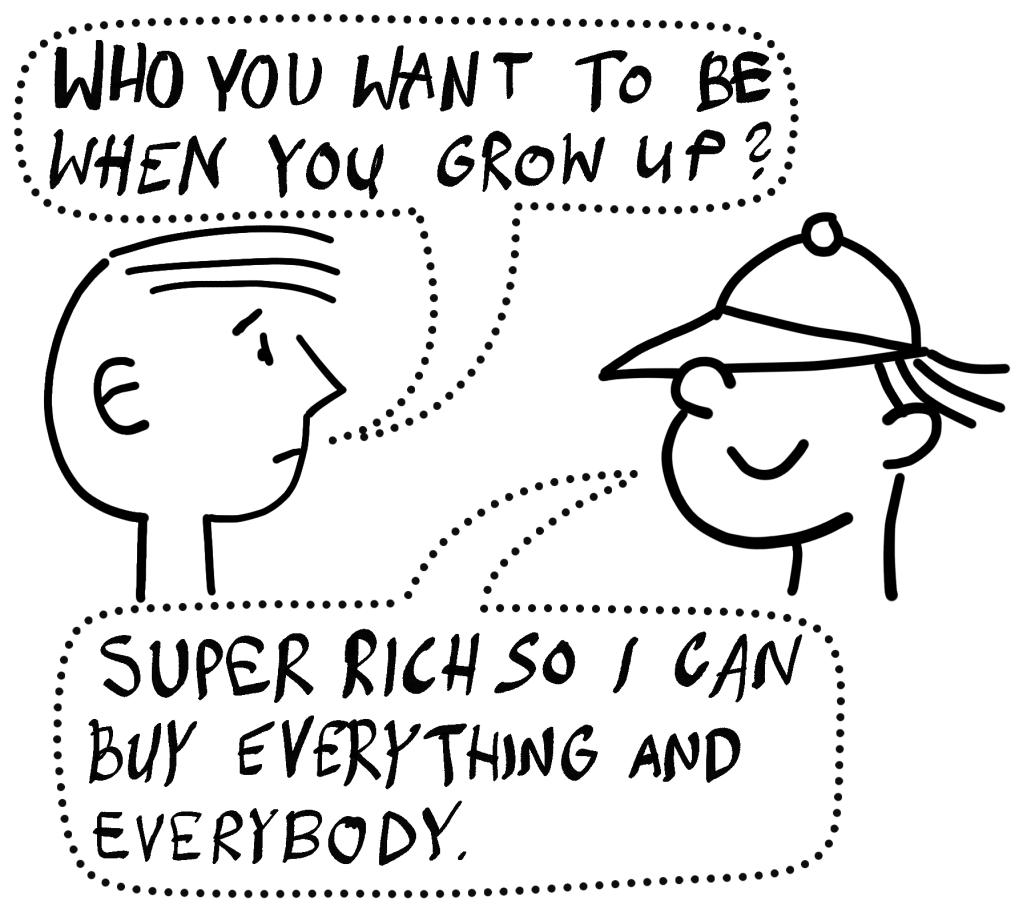 WHO YOU WANT TO BE
WHEN YOU GROW UP?
SUPER RICH SO I CAN
BUY EVERYTHING AND
EVERYBODY.